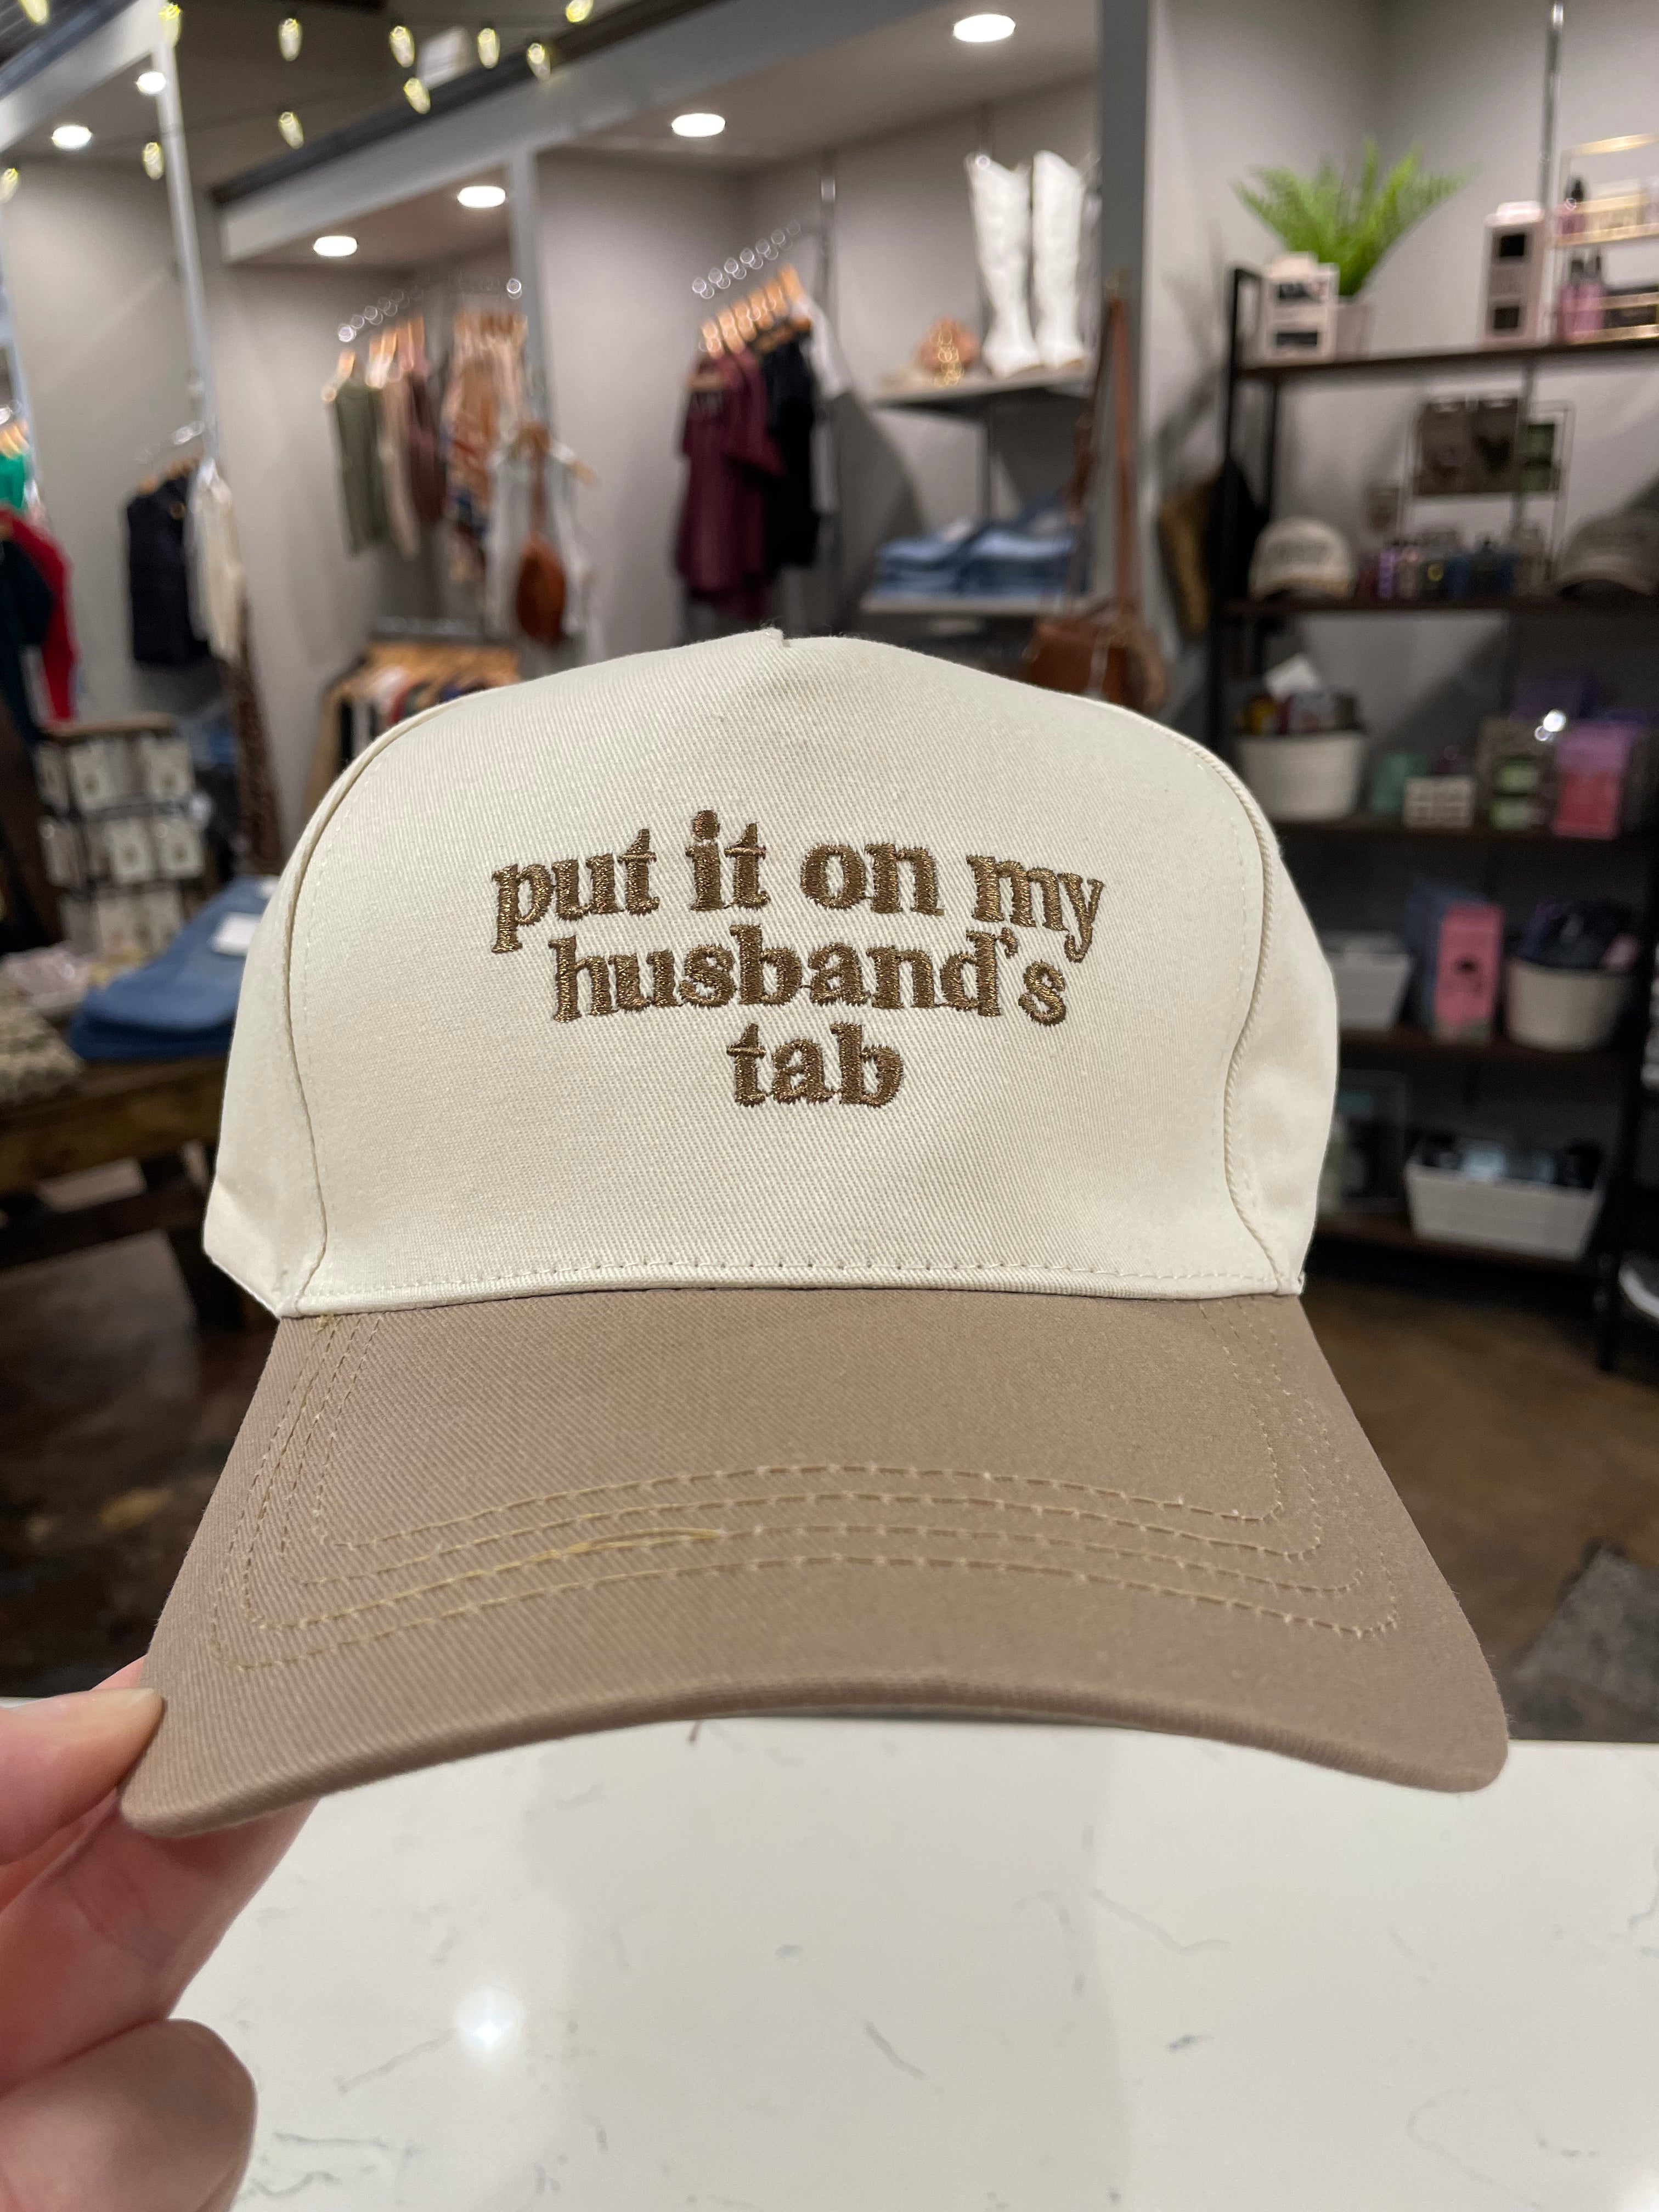 put it on my
husband's
tab